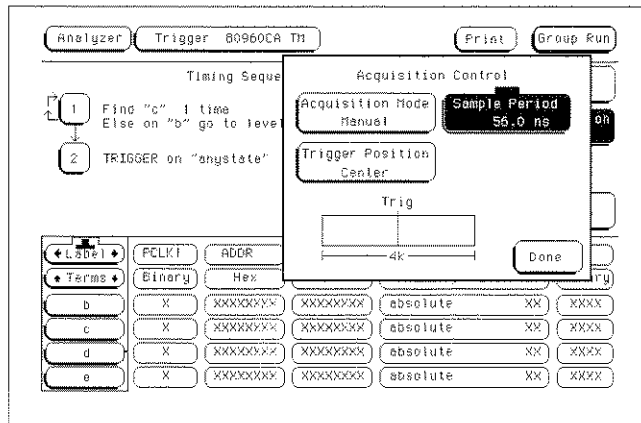 Analyzer Trigger 80960CA TM Print Group Run
Timing Seque
Acquisition Control
1 Find "c" 1 time
Else on "b" go to level
2 TRIGGER on "anystate"
Acquisition Mode
Manual
Sample Period
56.0 ns
Trigger Position
Center
Trig
4k
Done
Label PCLK1 ADDR
Terms Binary Hex
b X XXXXXXXX XXXXXXXX absolute XX XXXX
c X XXXXXXXX XXXXXXXX absolute XX XXXX
d X XXXXXXXX XXXXXXXX absolute XX XXXX
e X XXXXXXXX XXXXXXXX absolute XX XXXX